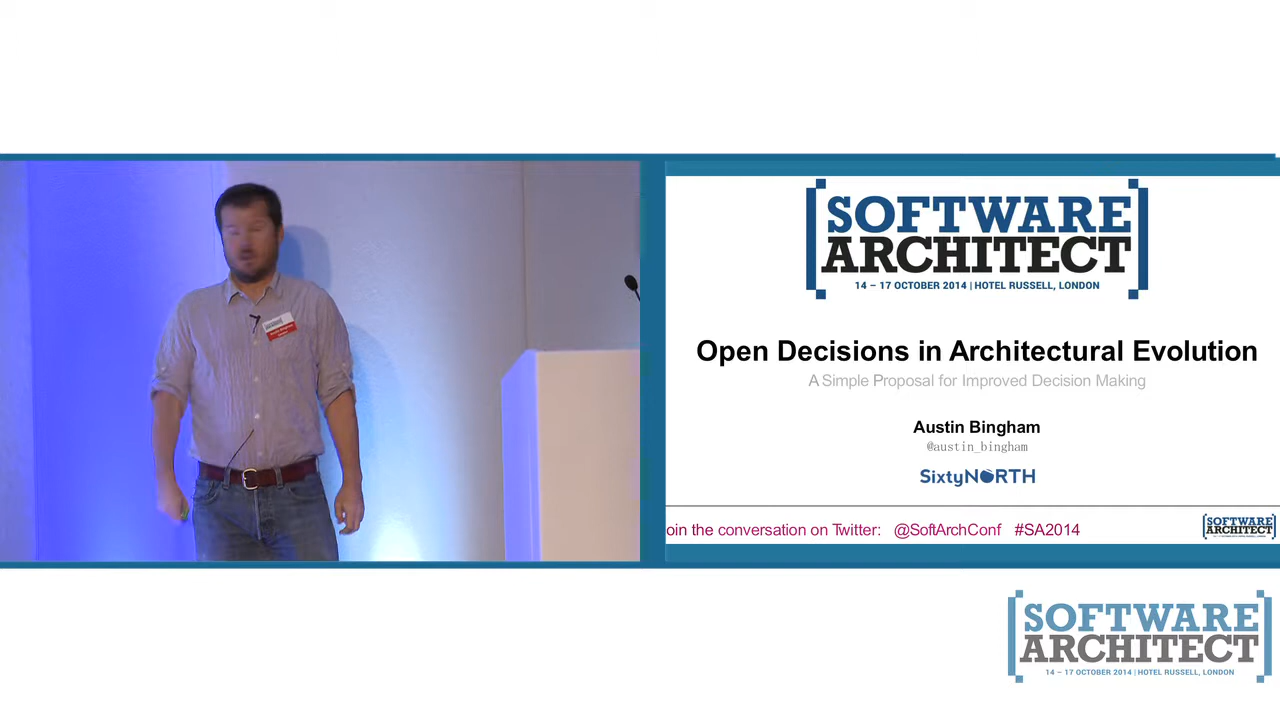 SOFTWARE
ARCHITECT
14 – 17 OCTOBER 2014 | HOTEL RUSSELL, LONDON
Open Decisions in Architectural Evolution
A Simple Proposal for Improved Decision Making
Austin Bingham
@austin_bingham
SixtyNORTH
oin the conversation on Twitter: @SoftArchConf #SA2014
SOFTWARE
ARCHITECT
SOFTWARE
ARCHITECT
14 – 17 OCTOBER 2014 | HOTEL RUSSELL, LONDON